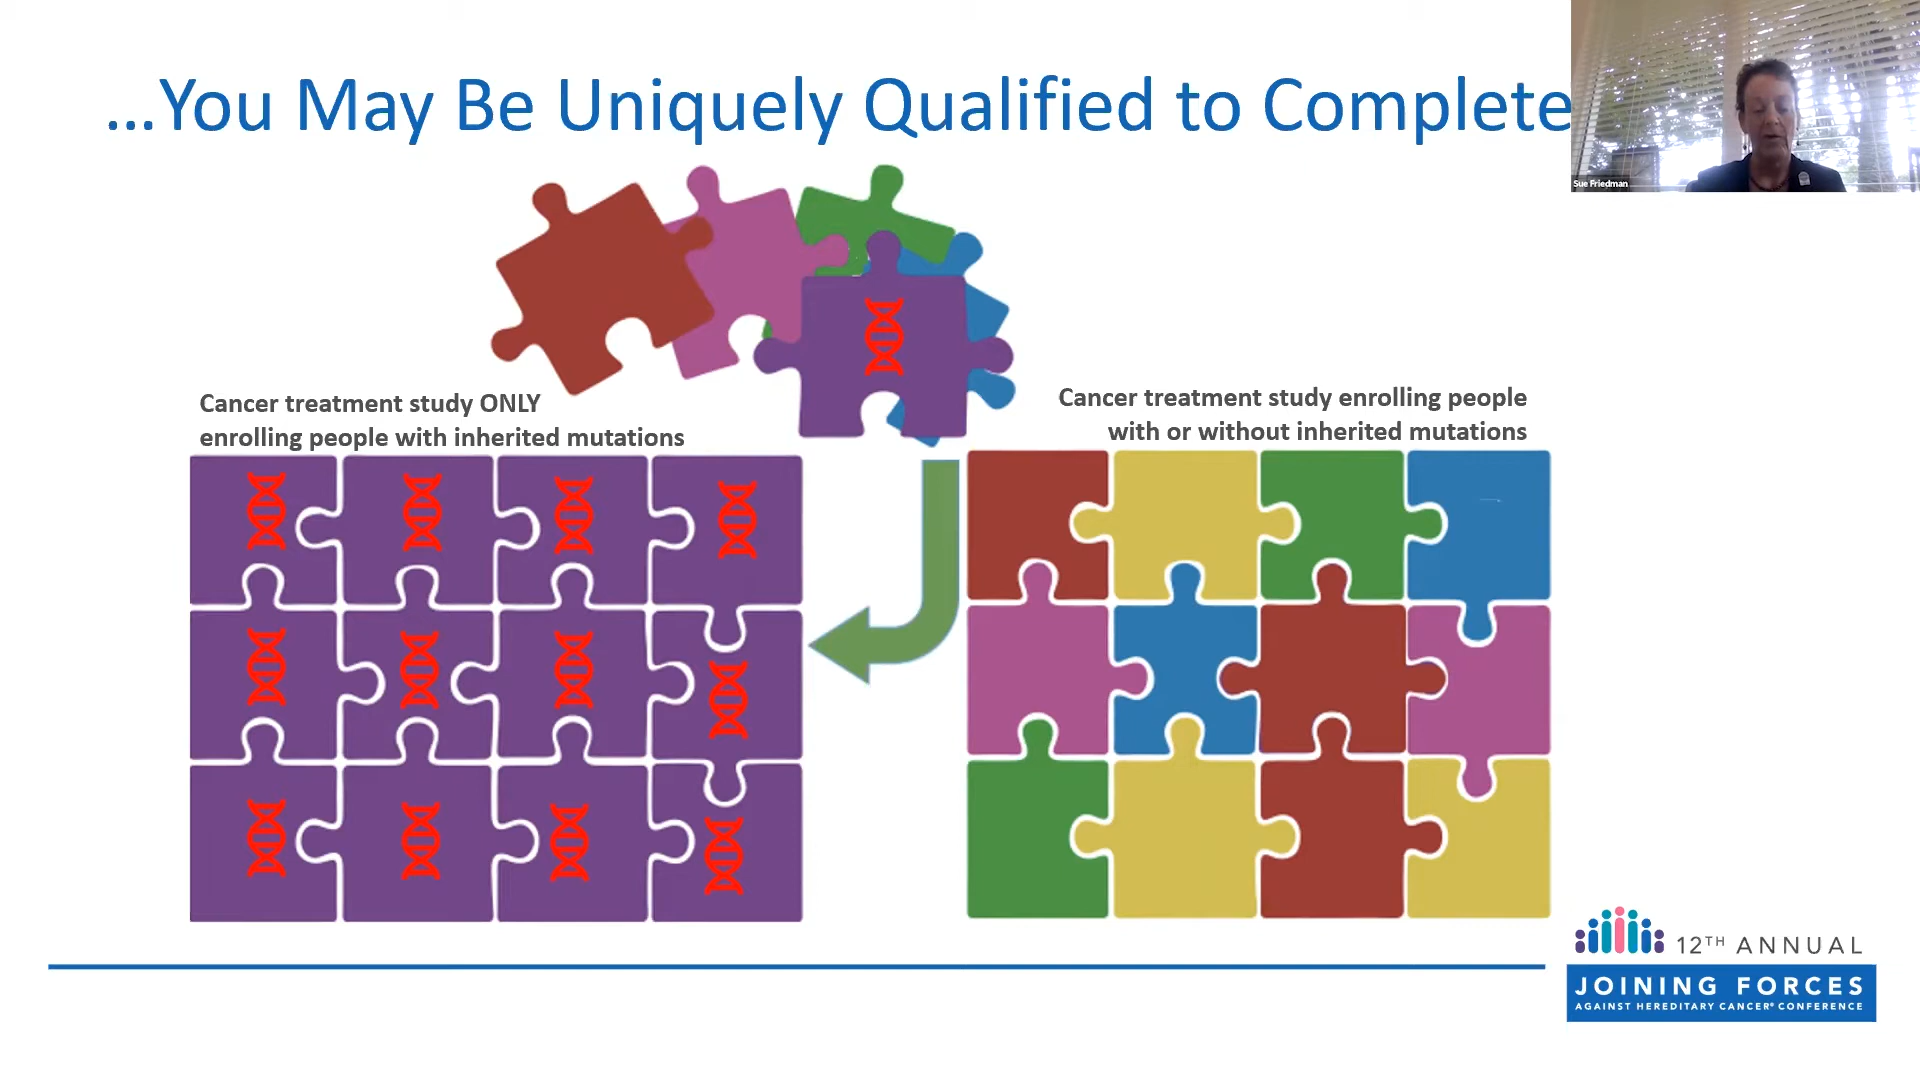 ...You May Be Uniquely Qualified to Complete
Sue Friedman
Cancer treatment study ONLY
enrolling people with inherited mutations
Cancer treatment study enrolling people
with or without inherited mutations
12TH ANNUAL
JOINING FORCES
AGAINST HEREDITARY CANCER® CONFERENCE